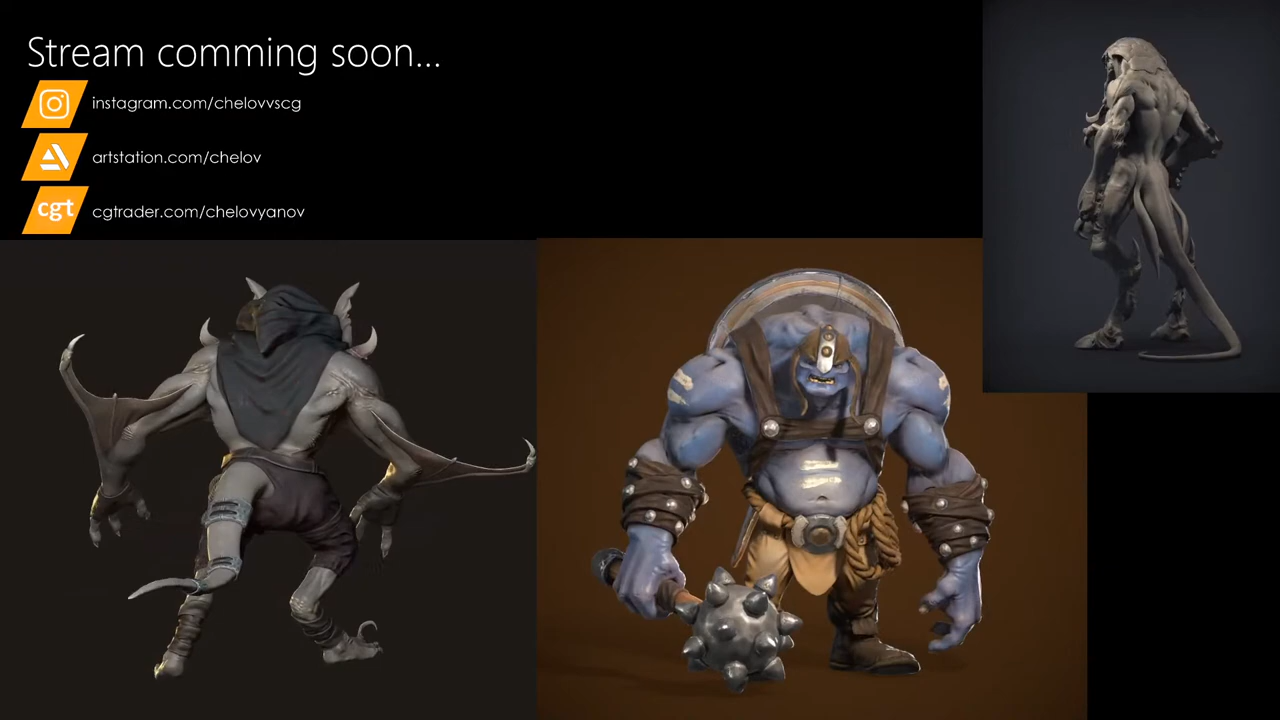 Stream comming soon...
instagram.com/chelovvscg
artstation.com/chelov
cgt
cgtrader.com/chelovyanov